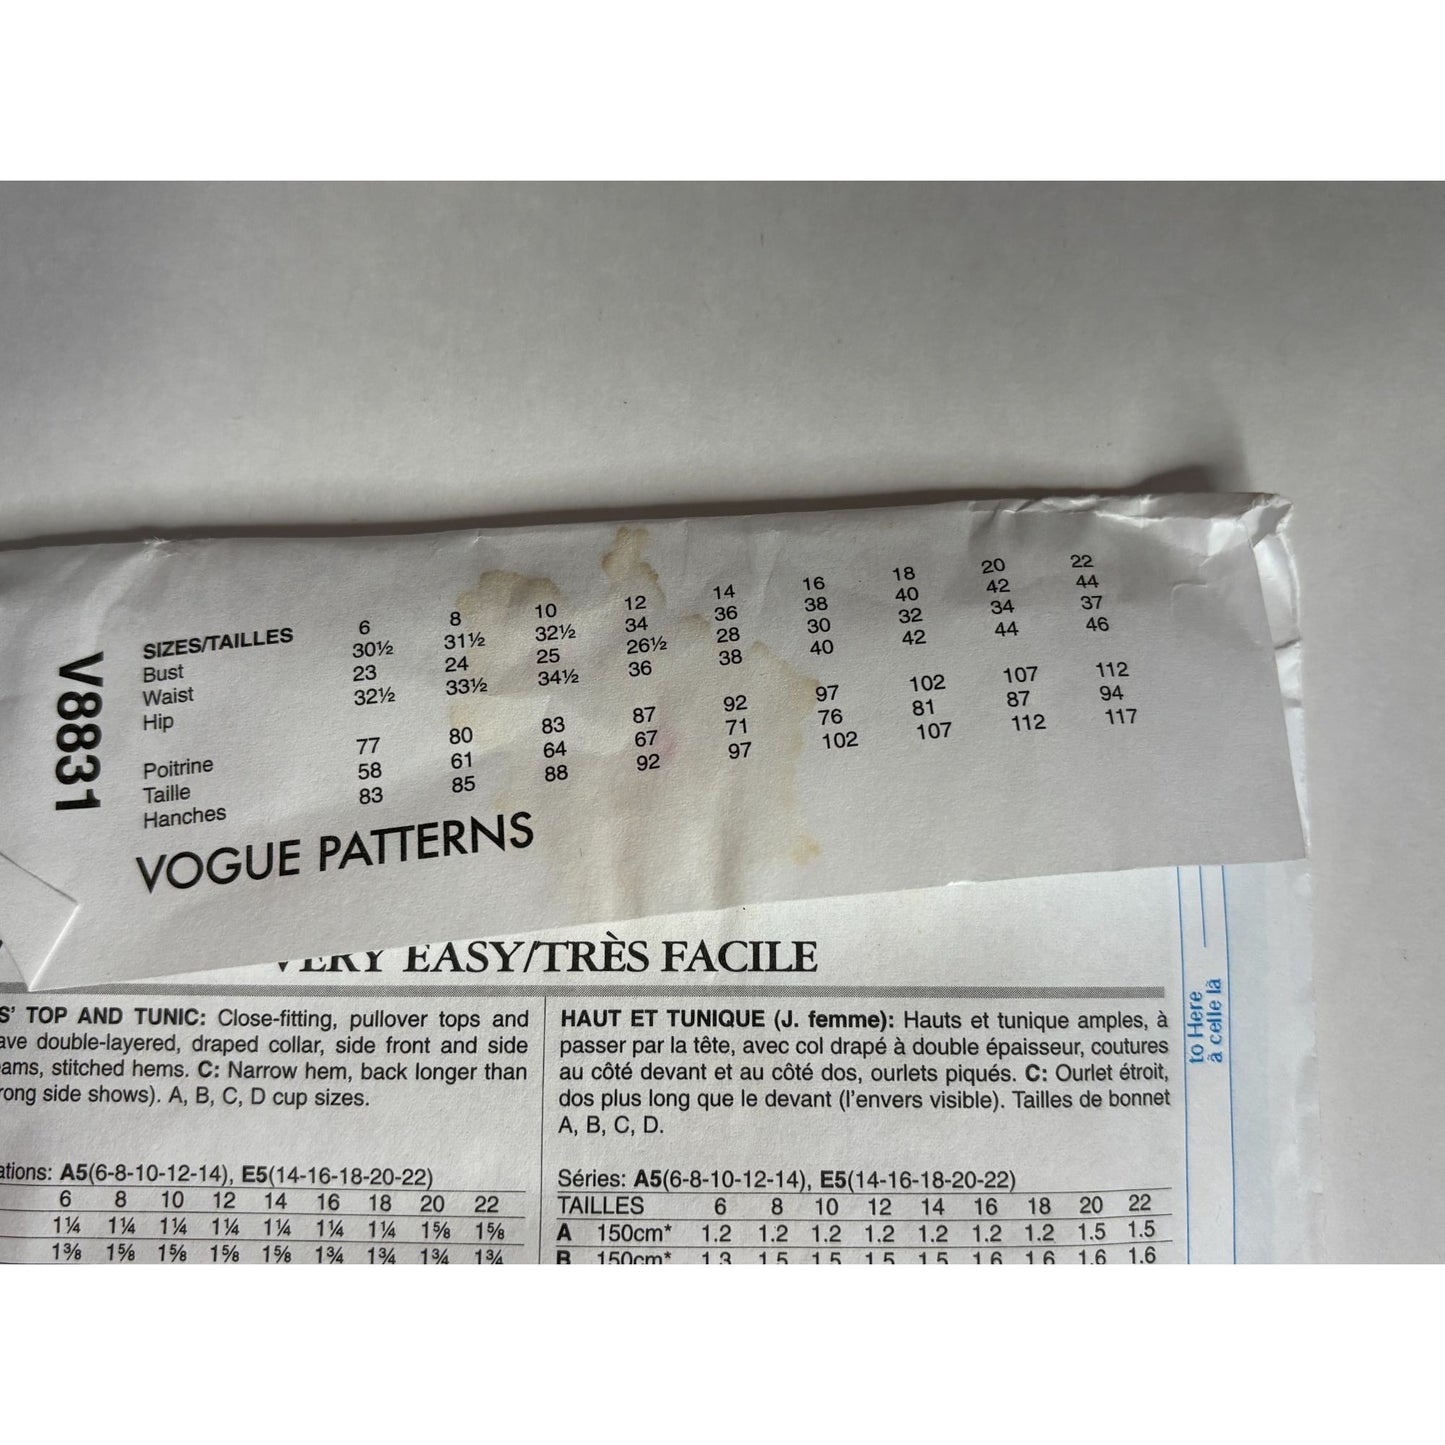 V8831
SIZES/TAILLES 6 8 10 12 14 16 18 20 22
Bust 30½ 31½ 32½ 34 36 38 40 42 44
Waist 23 24 25 26½ 28 30 32 34 37
Hip 32½ 33½ 34½ 36 38 40 42 44 46
Poitrine 77 80 83 87 92 97 102 107 112
Taille 58 61 64 67 71 76 81 87 94
Hanches 83 85 88 92 97 102 107 112 117
VOGUE PATTERNS
VERY EASY/TRÈS FACILE
S' TOP AND TUNIC: Close-fitting, pullover tops and
ave double-layered, draped collar, side front and side
ams, stitched hems. C: Narrow hem, back longer than
rong side shows). A, B, C, D cup sizes.
ations: A5(6-8-10-12-14), E5(14-16-18-20-22)
6 8 10 12 14 16 18 20 22
1¼ 1¼ 1¼ 1¼ 1¼ 1¼ 1¼ 1⅝ 1⅝
1⅜ 1⅝ 1⅝ 1⅝ 1⅝ 1¾ 1¾ 1¾ 1¾
HAUT ET TUNIQUE (J. femme): Hauts et tunique amples, à
passer par la tête, avec col drapé à double épaisseur, coutures
au côté devant et au côté dos, ourlets piqués. C: Ourlet étroit,
dos plus long que le devant (l'envers visible). Tailles de bonnet
A, B, C, D.
Séries: A5(6-8-10-12-14), E5(14-16-18-20-22)
TAILLES 6 8 10 12 14 16 18 20 22
A 150cm* 1.2 1.2 1.2 1.2 1.2 1.2 1.2 1.5 1.5
B 150cm* 1.3 1.5 1.5 1.5 1.5 1.6 1.6 1.6 1.6
to Here
à celle là